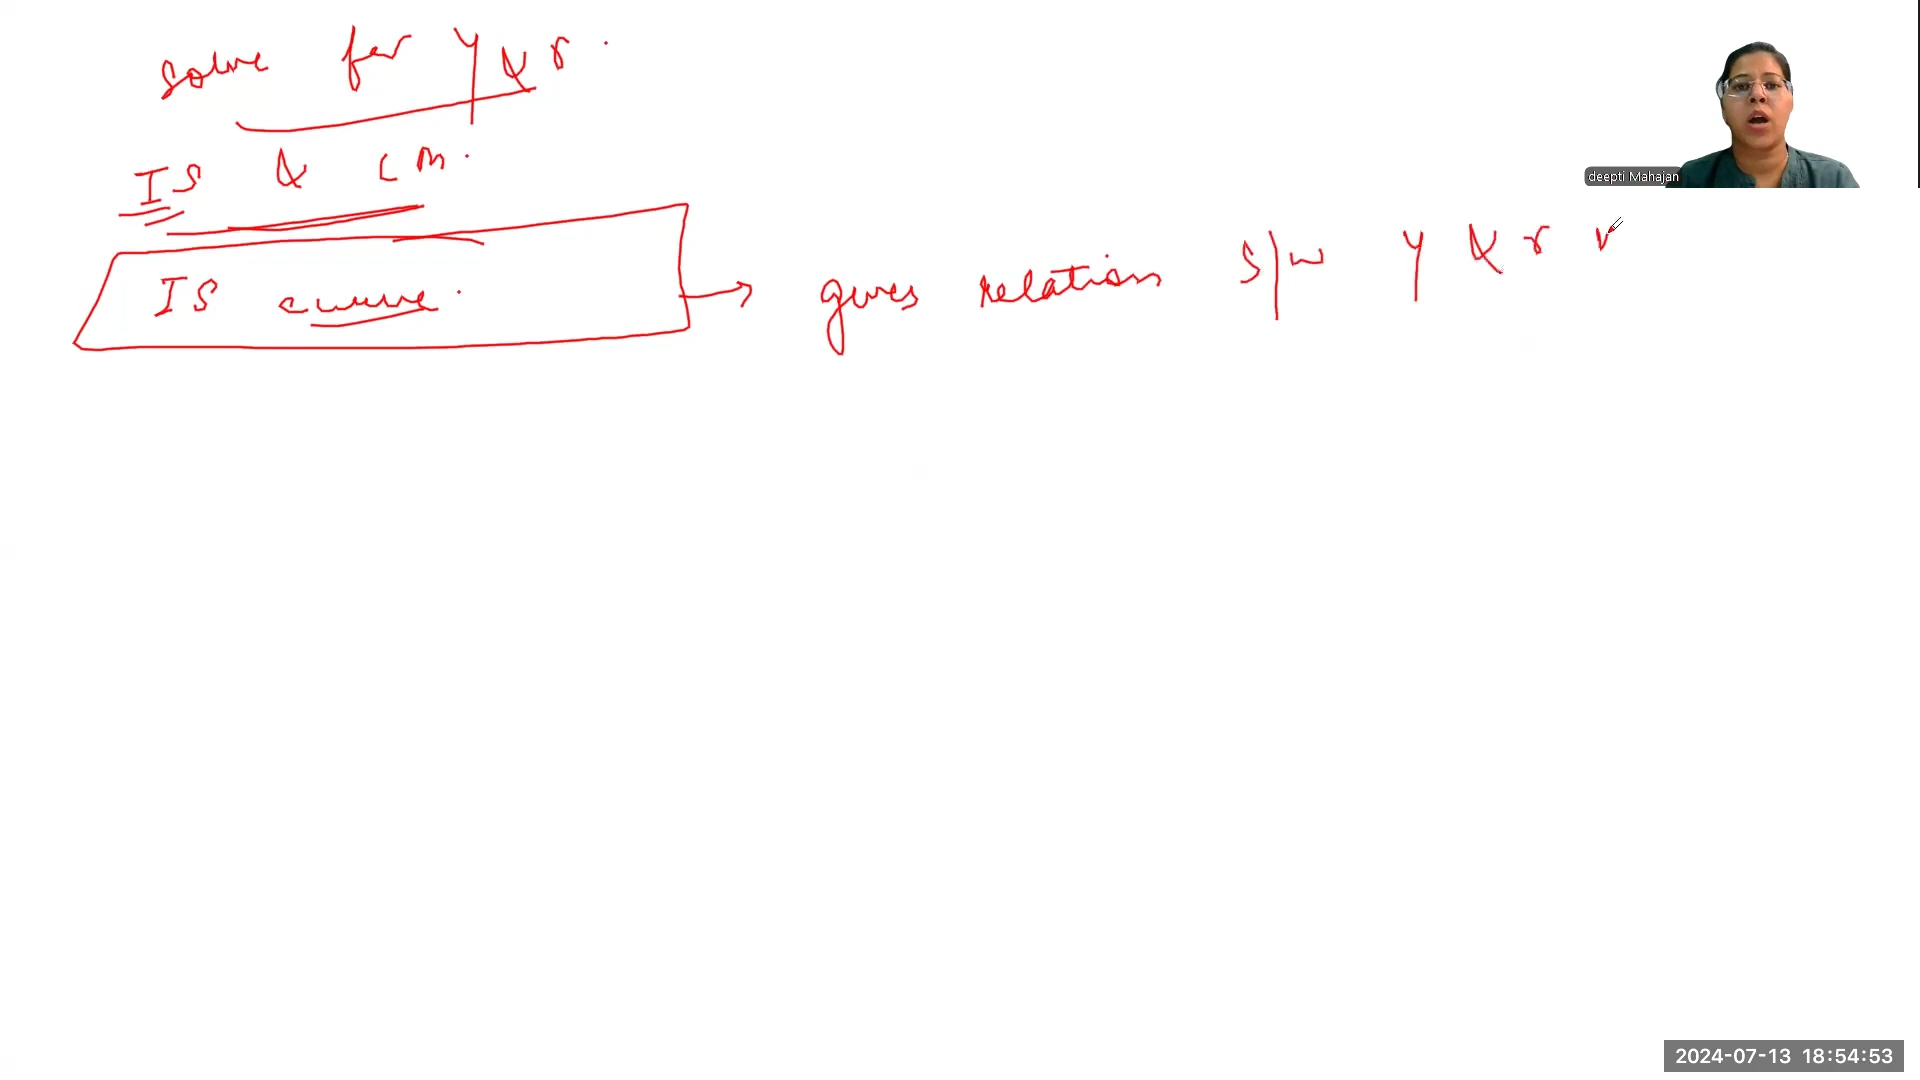 solve for Y & r.
IS & LM.
IS curve. → gives relation b/w Y & r
deepti Mahajan
2024-07-13 18:54:53